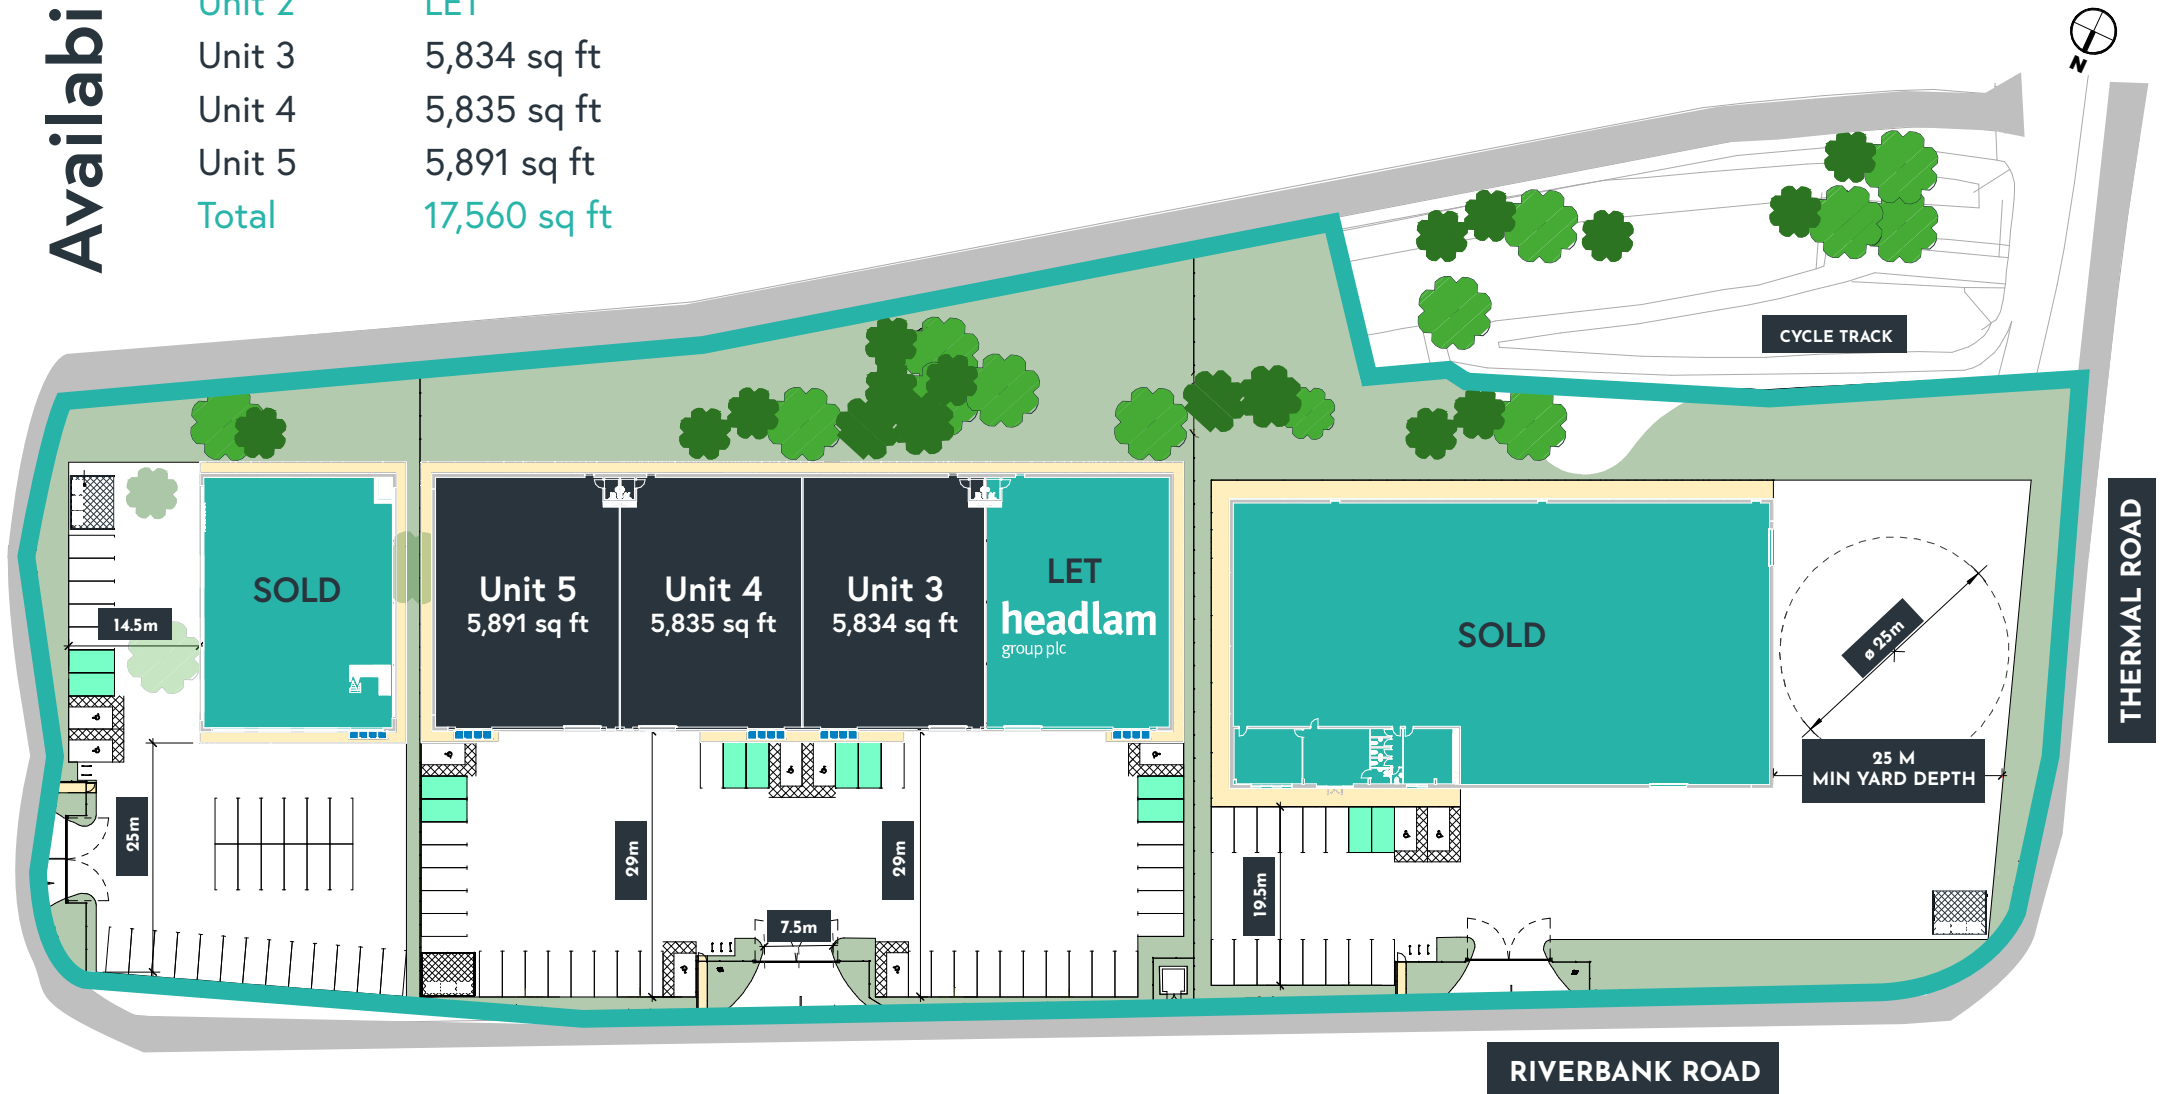 Availabi
Unit 2 LET
Unit 3 5,834 sq ft
Unit 4 5,835 sq ft
Unit 5 5,891 sq ft
Total 17,560 sq ft
N
CYCLE TRACK
THERMAL ROAD
SOLD
14.5m
25m
Unit 5
5,891 sq ft
Unit 4
5,835 sq ft
Unit 3
5,834 sq ft
LET
headlam
group plc
29m
29m
7.5m
SOLD
ø 25m
25 M
MIN YARD DEPTH
19.5m
RIVERBANK ROAD